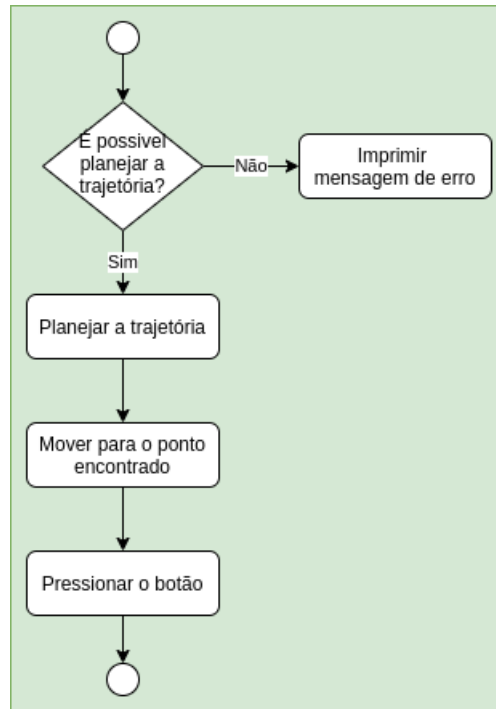 É possivel
planejar a
trajetória?
Não
Imprimir
mensagem de erro
Sim
Planejar a trajetória
Mover para o ponto
encontrado
Pressionar o botão